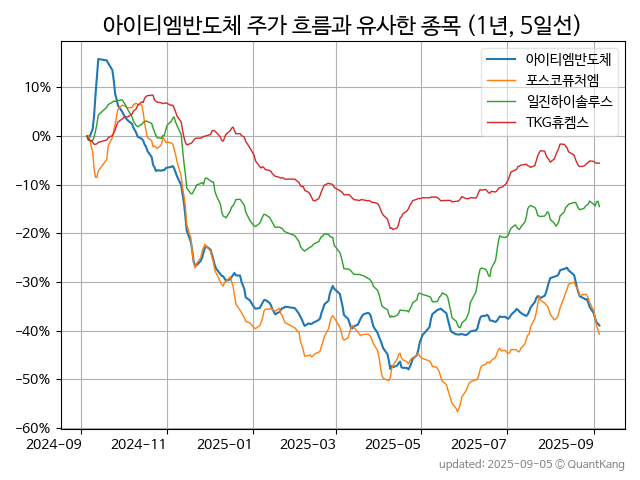 아이티엠반도체 주가 흐름과 유사한 종목 (1년, 5일선)
아이티엠반도체
포스코퓨처엠
일진하이솔루스
TKG휴켐스
10%
0%
−10%
−20%
−30%
−40%
−50%
−60%
2024-09
2024-11
2025-01
2025-03
2025-05
2025-07
2025-09
updated: 2025-09-05 © QuantKang